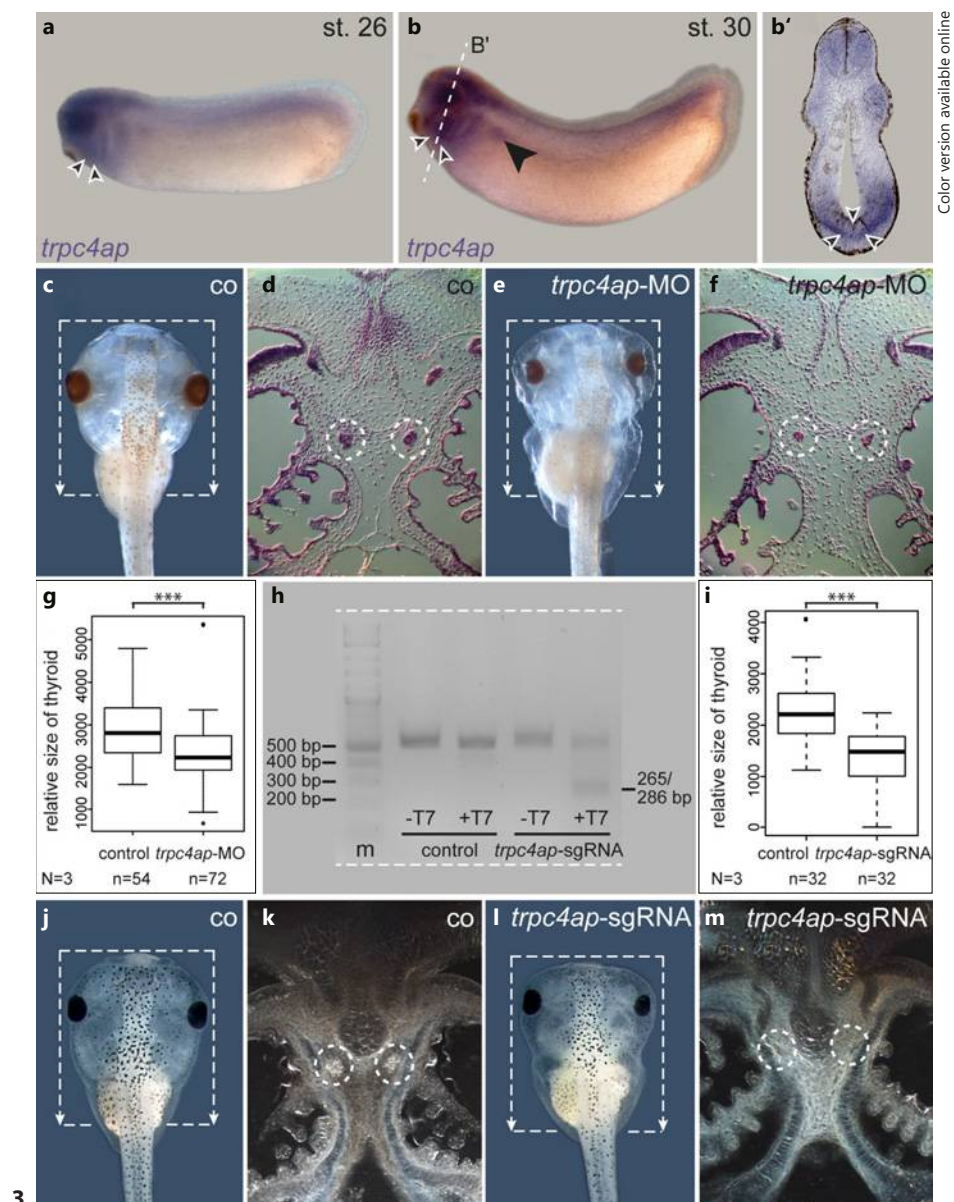 a
st. 26
trpc4ap
b
B'
st. 30
trpc4ap
b'
Color version available online
c
co
d
co
e
trpc4ap-MO
f
trpc4ap-MO
g
***
relative size of thyroid
5000
4000
3000
2000
1000
control trpc4ap-MO
N=3 n=54 n=72
h
500 bp
400 bp
300 bp
200 bp
265/
286 bp
-T7 +T7 -T7 +T7
m control trpc4ap-sgRNA
i
***
relative size of thyroid
4000
3000
2000
1000
0
control trpc4ap-sgRNA
N=3 n=32 n=32
j
co
k
co
l
trpc4ap-sgRNA
m
trpc4ap-sgRNA
3